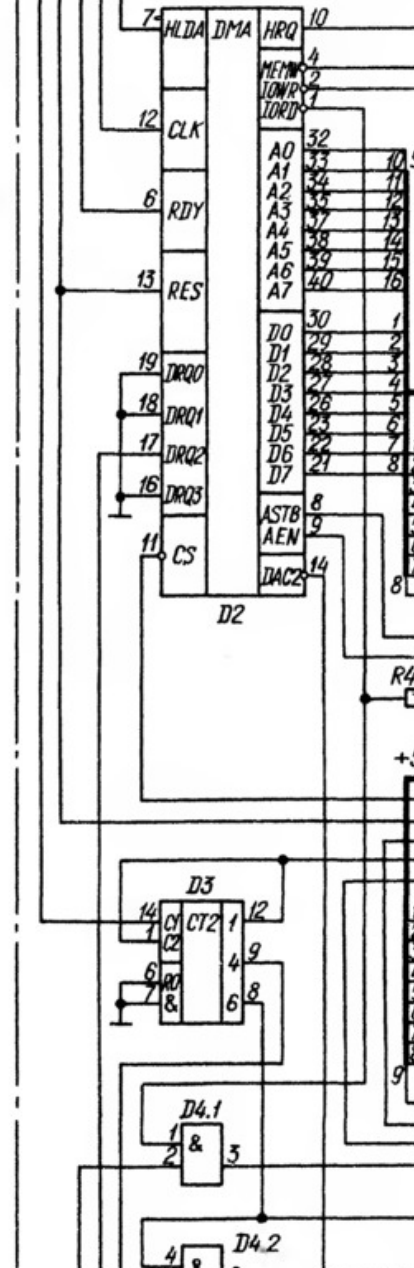 7 HLDA DMA HRQ 10
MEMW 4
IOWR 2
IORD 1
12 CLK
A0 32
A1 33 10 5
A2 34 11
6 RDY A3 35 12
A4 37 13
A5 38 14
A6 39 15
13 RES A7 40 16
D0 30 1
D1 29 2
19 DRQ0 D2 28 3
D3 27 4
18 DRQ1 D4 26 5
D5 23 6
17 DRQ2 D6 22 7
D7 21 8
16 DRQ3
ASTB 8
AEN 9
11 CS
DAC2 14 8
D2
R4
+5
D3
14 C1 CT2 1 12
1 C2
4 9
6 R0
7 & 6 8
9
D4.1
1 &
2 3
D4.2
4 &